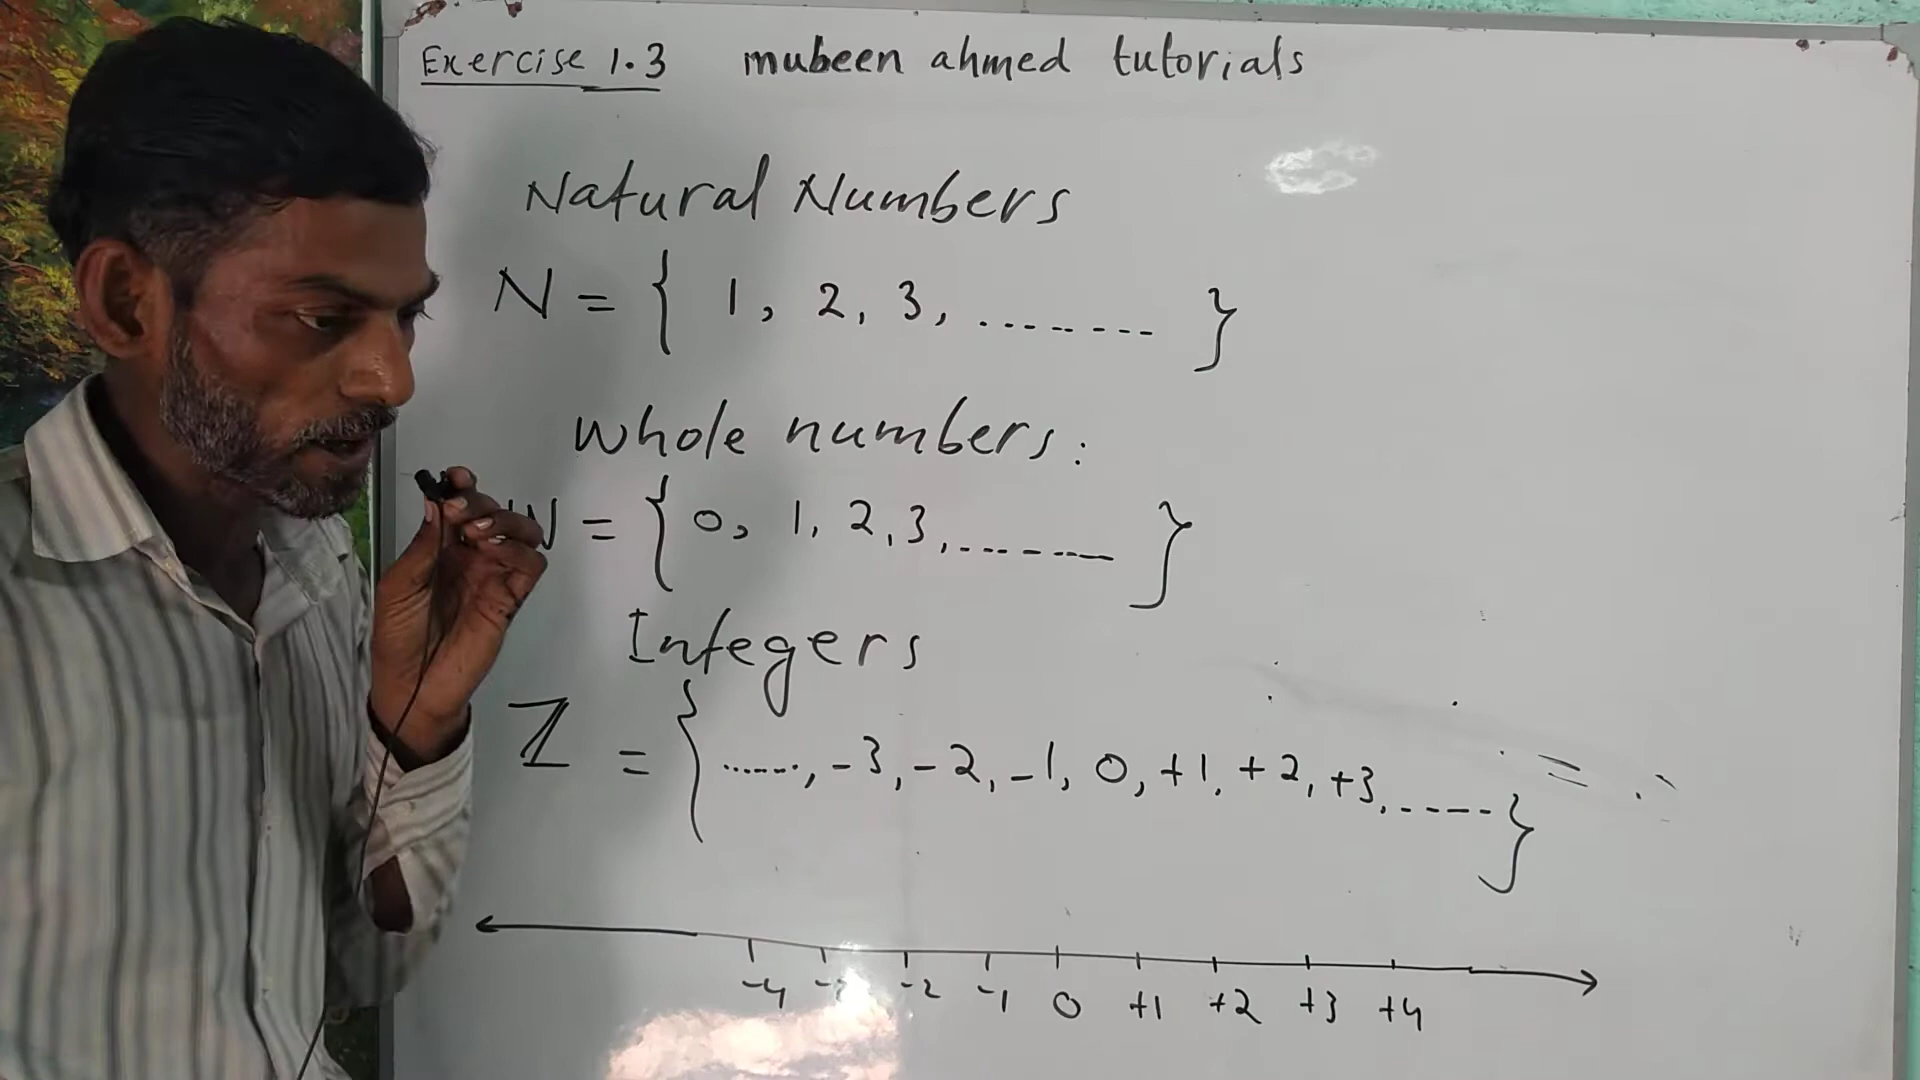 Exercise 1.3 mubeen ahmed tutorials
Natural Numbers
N = { 1, 2, 3, ........ }
Whole numbers:
W = { 0, 1, 2, 3, ........ }
Integers
Z = { ......, -3, -2, -1, 0, +1, +2, +3, ...... }
-4 -2 -1 0 +1 +2 +3 +4